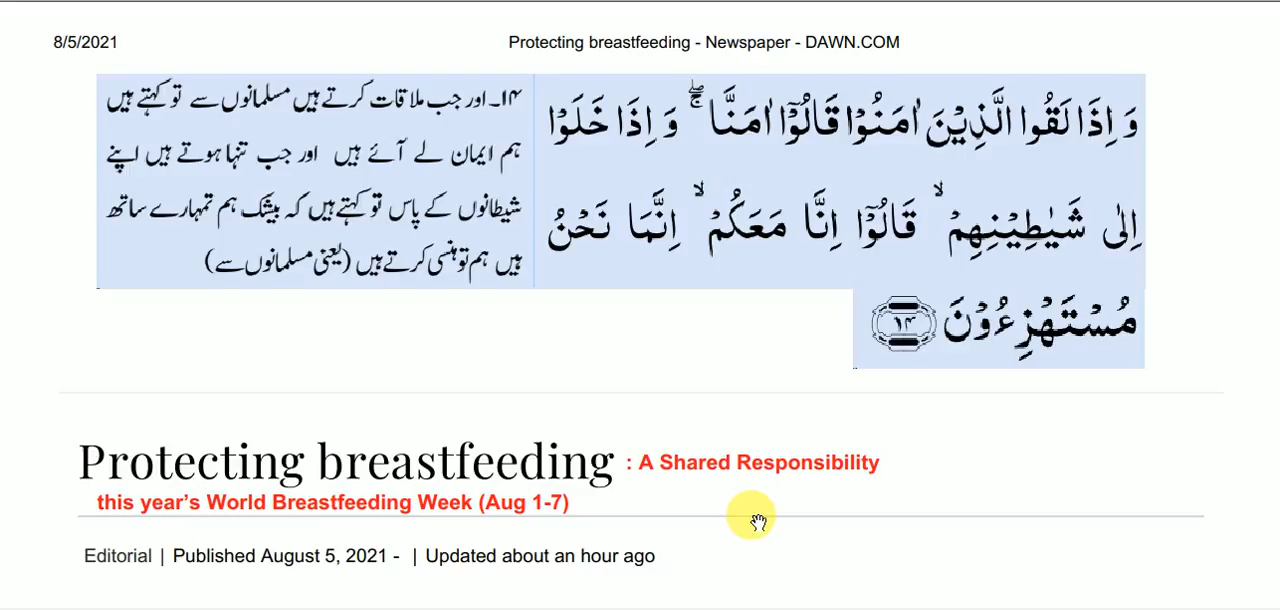 8/5/2021 Protecting breastfeeding - Newspaper - DAWN.COM
وَ اِذَا لَقُوا الَّذِیْنَ اٰمَنُوْا قَالُوْۤا اٰمَنَّا ۚۖ وَ اِذَا خَلَوْا
اِلٰى شَیٰطِیْنِهِمْ ۙ قَالُوْۤا اِنَّا مَعَكُمْ ۙ اِنَّمَا نَحْنُ
مُسْتَهْزِءُوْنَ ۱۴
۱۴۔ اور جب ملاقات کرتے ہیں مسلمانوں سے تو کہتے ہیں
ہم ایمان لے آئے ہیں اور جب تنہا ہوتے ہیں اپنے
شیطانوں کے پاس تو کہتے ہیں کہ بیشک ہم تمہارے ساتھ
ہیں ہم تو ہنسی کرتے ہیں (یعنی مسلمانوں سے)
Protecting breastfeeding : A Shared Responsibility
this year’s World Breastfeeding Week (Aug 1-7)
Editorial | Published August 5, 2021 - | Updated about an hour ago